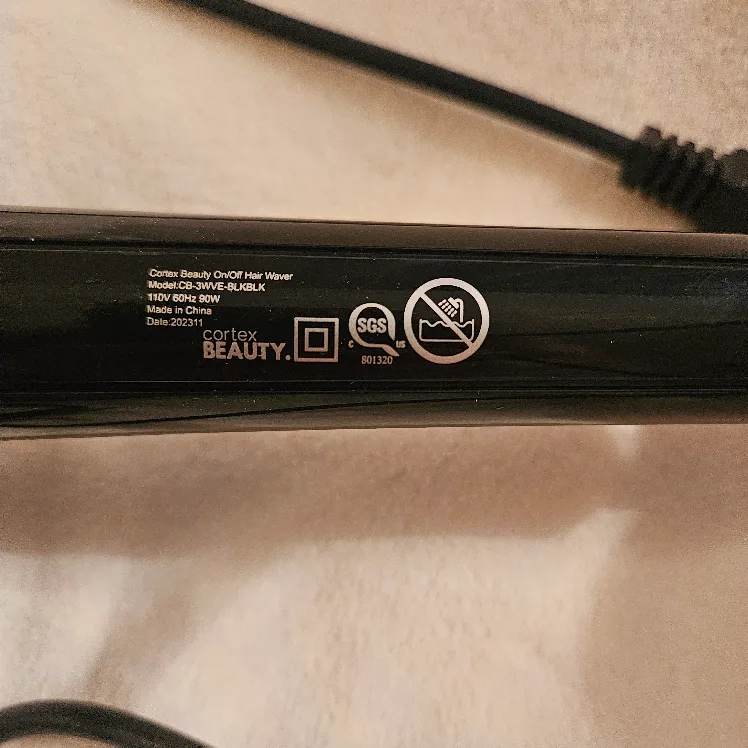 Cortex Beauty On/Off Hair Waver
Model:CB-3WVE-BLKBLK
110V 60Hz 90W
Made in China
Date:202311
cortex
BEAUTY.
SGS
C US
801320